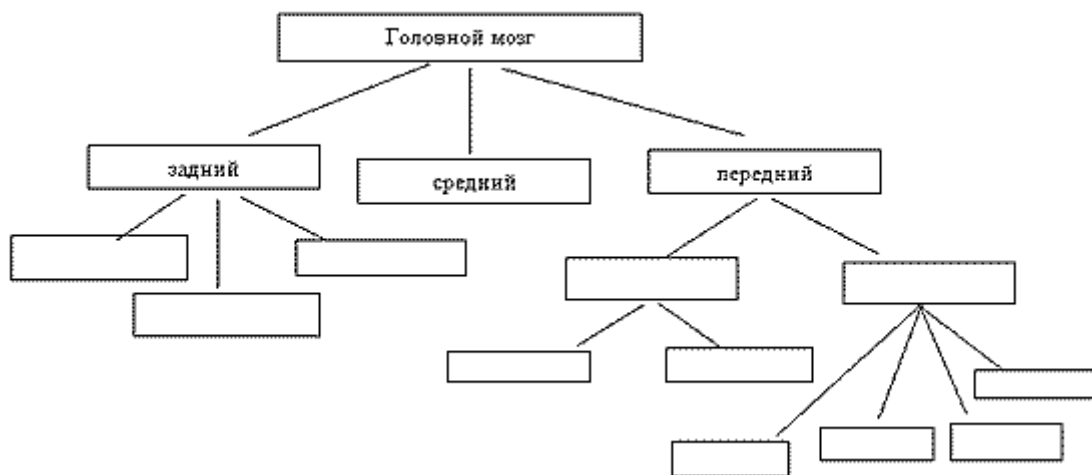 Головной мозг
задний
средний
передний